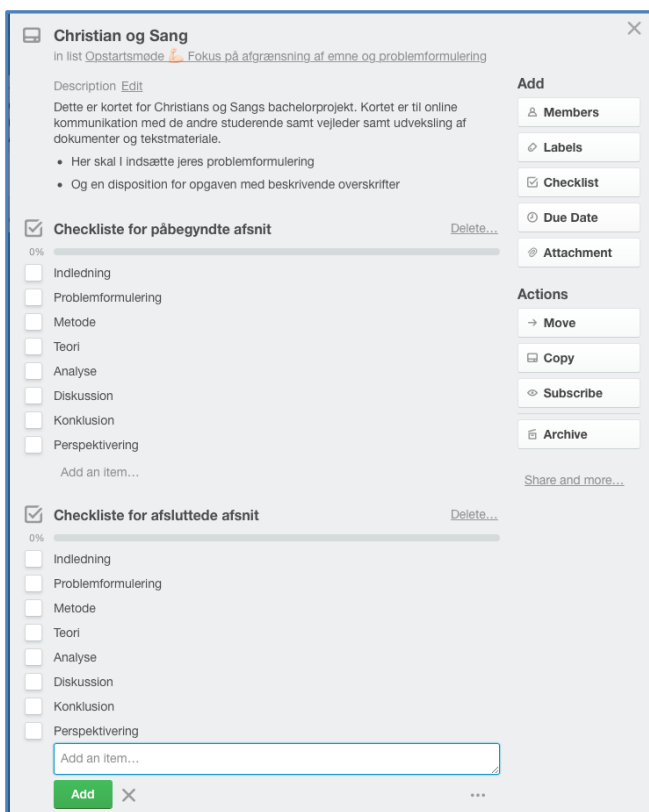 Christian og Sang
in list Opstartsmøde 💪 Fokus på afgrænsning af emne og problemformulering
Description Edit
Dette er kortet for Christians og Sangs bachelorprojekt. Kortet er til online
kommunikation med de andre studerende samt vejleder samt udveksling af
dokumenter og tekstmateriale.
• Her skal I indsætte jeres problemformulering
• Og en disposition for opgaven med beskrivende overskrifter
Checkliste for påbegyndte afsnit Delete...
0%
Indledning
Problemformulering
Metode
Teori
Analyse
Diskussion
Konklusion
Perspektivering
Add an item...
Checkliste for afsluttede afsnit Delete...
0%
Indledning
Problemformulering
Metode
Teori
Analyse
Diskussion
Konklusion
Perspektivering
Add an item...
Add
Add
Members
Labels
Checklist
Due Date
Attachment
Actions
Move
Copy
Subscribe
Archive
Share and more...